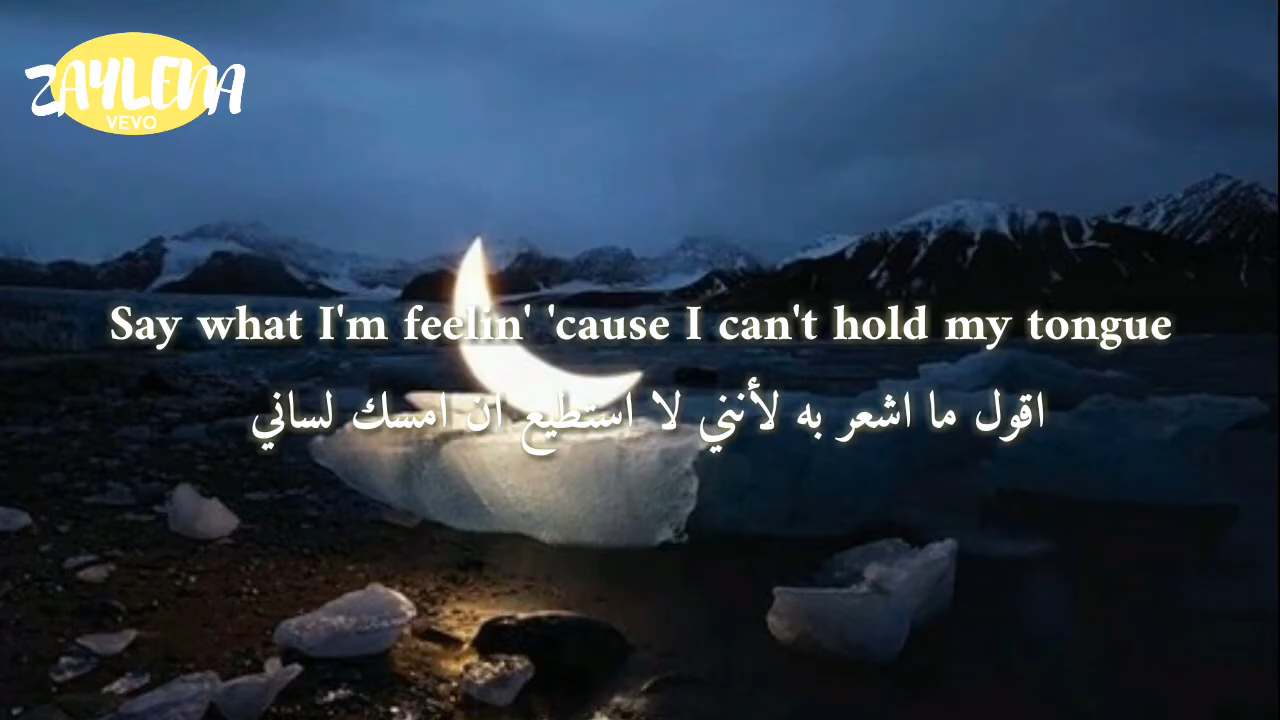 ZAYLENA
VEVO
Say what I'm feelin' 'cause I can't hold my tongue
اقول ما اشعر به لأنني لا استطيع ان امسك لساني